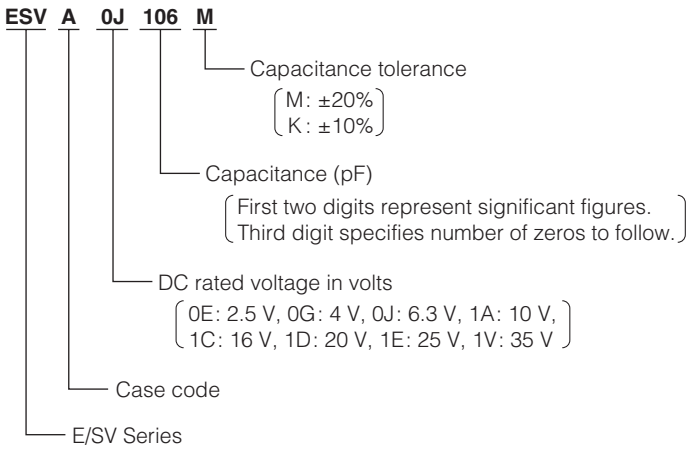 ESV A 0J 106 M
Capacitance tolerance
M: ±20%
K: ±10%
Capacitance (pF)
First two digits represent significant figures.
Third digit specifies number of zeros to follow.
DC rated voltage in volts
0E: 2.5 V, 0G: 4 V, 0J: 6.3 V, 1A: 10 V,
1C: 16 V, 1D: 20 V, 1E: 25 V, 1V: 35 V
Case code
E/SV Series